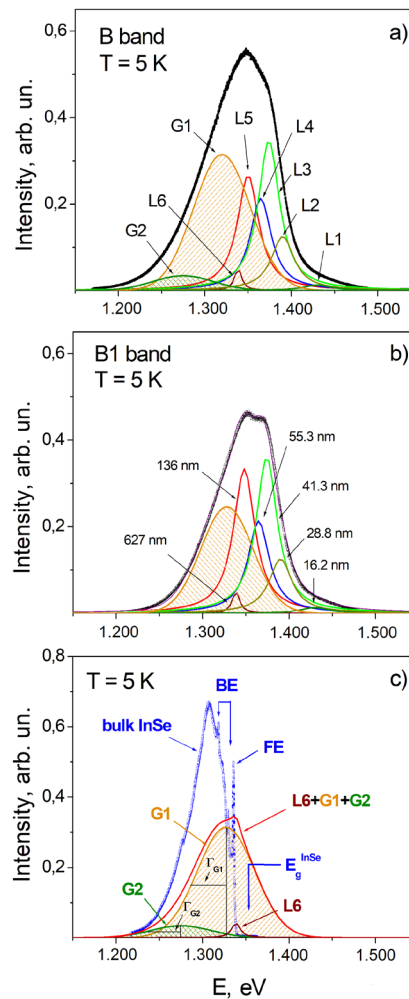 B band
T = 5 K
a)
0,6
0,4
0,2
Intensity, arb. un.
G1
L5
L4
L3
L6
L2
G2
L1
1.200 1.300 1.400 1.500
B1 band
T = 5 K
b)
0,6
0,4
0,2
Intensity, arb. un.
55.3 nm
136 nm
41.3 nm
627 nm
28.8 nm
16.2 nm
1.200 1.300 1.400 1.500
T = 5 K
c)
0,8
0,6
0,4
0,2
Intensity, arb. un.
BE
bulk InSe
FE
G1
L6+G1+G2
Γ_G1
E_g^InSe
G2
Γ_G2
L6
1.200 1.300 1.400 1.500
E, eV